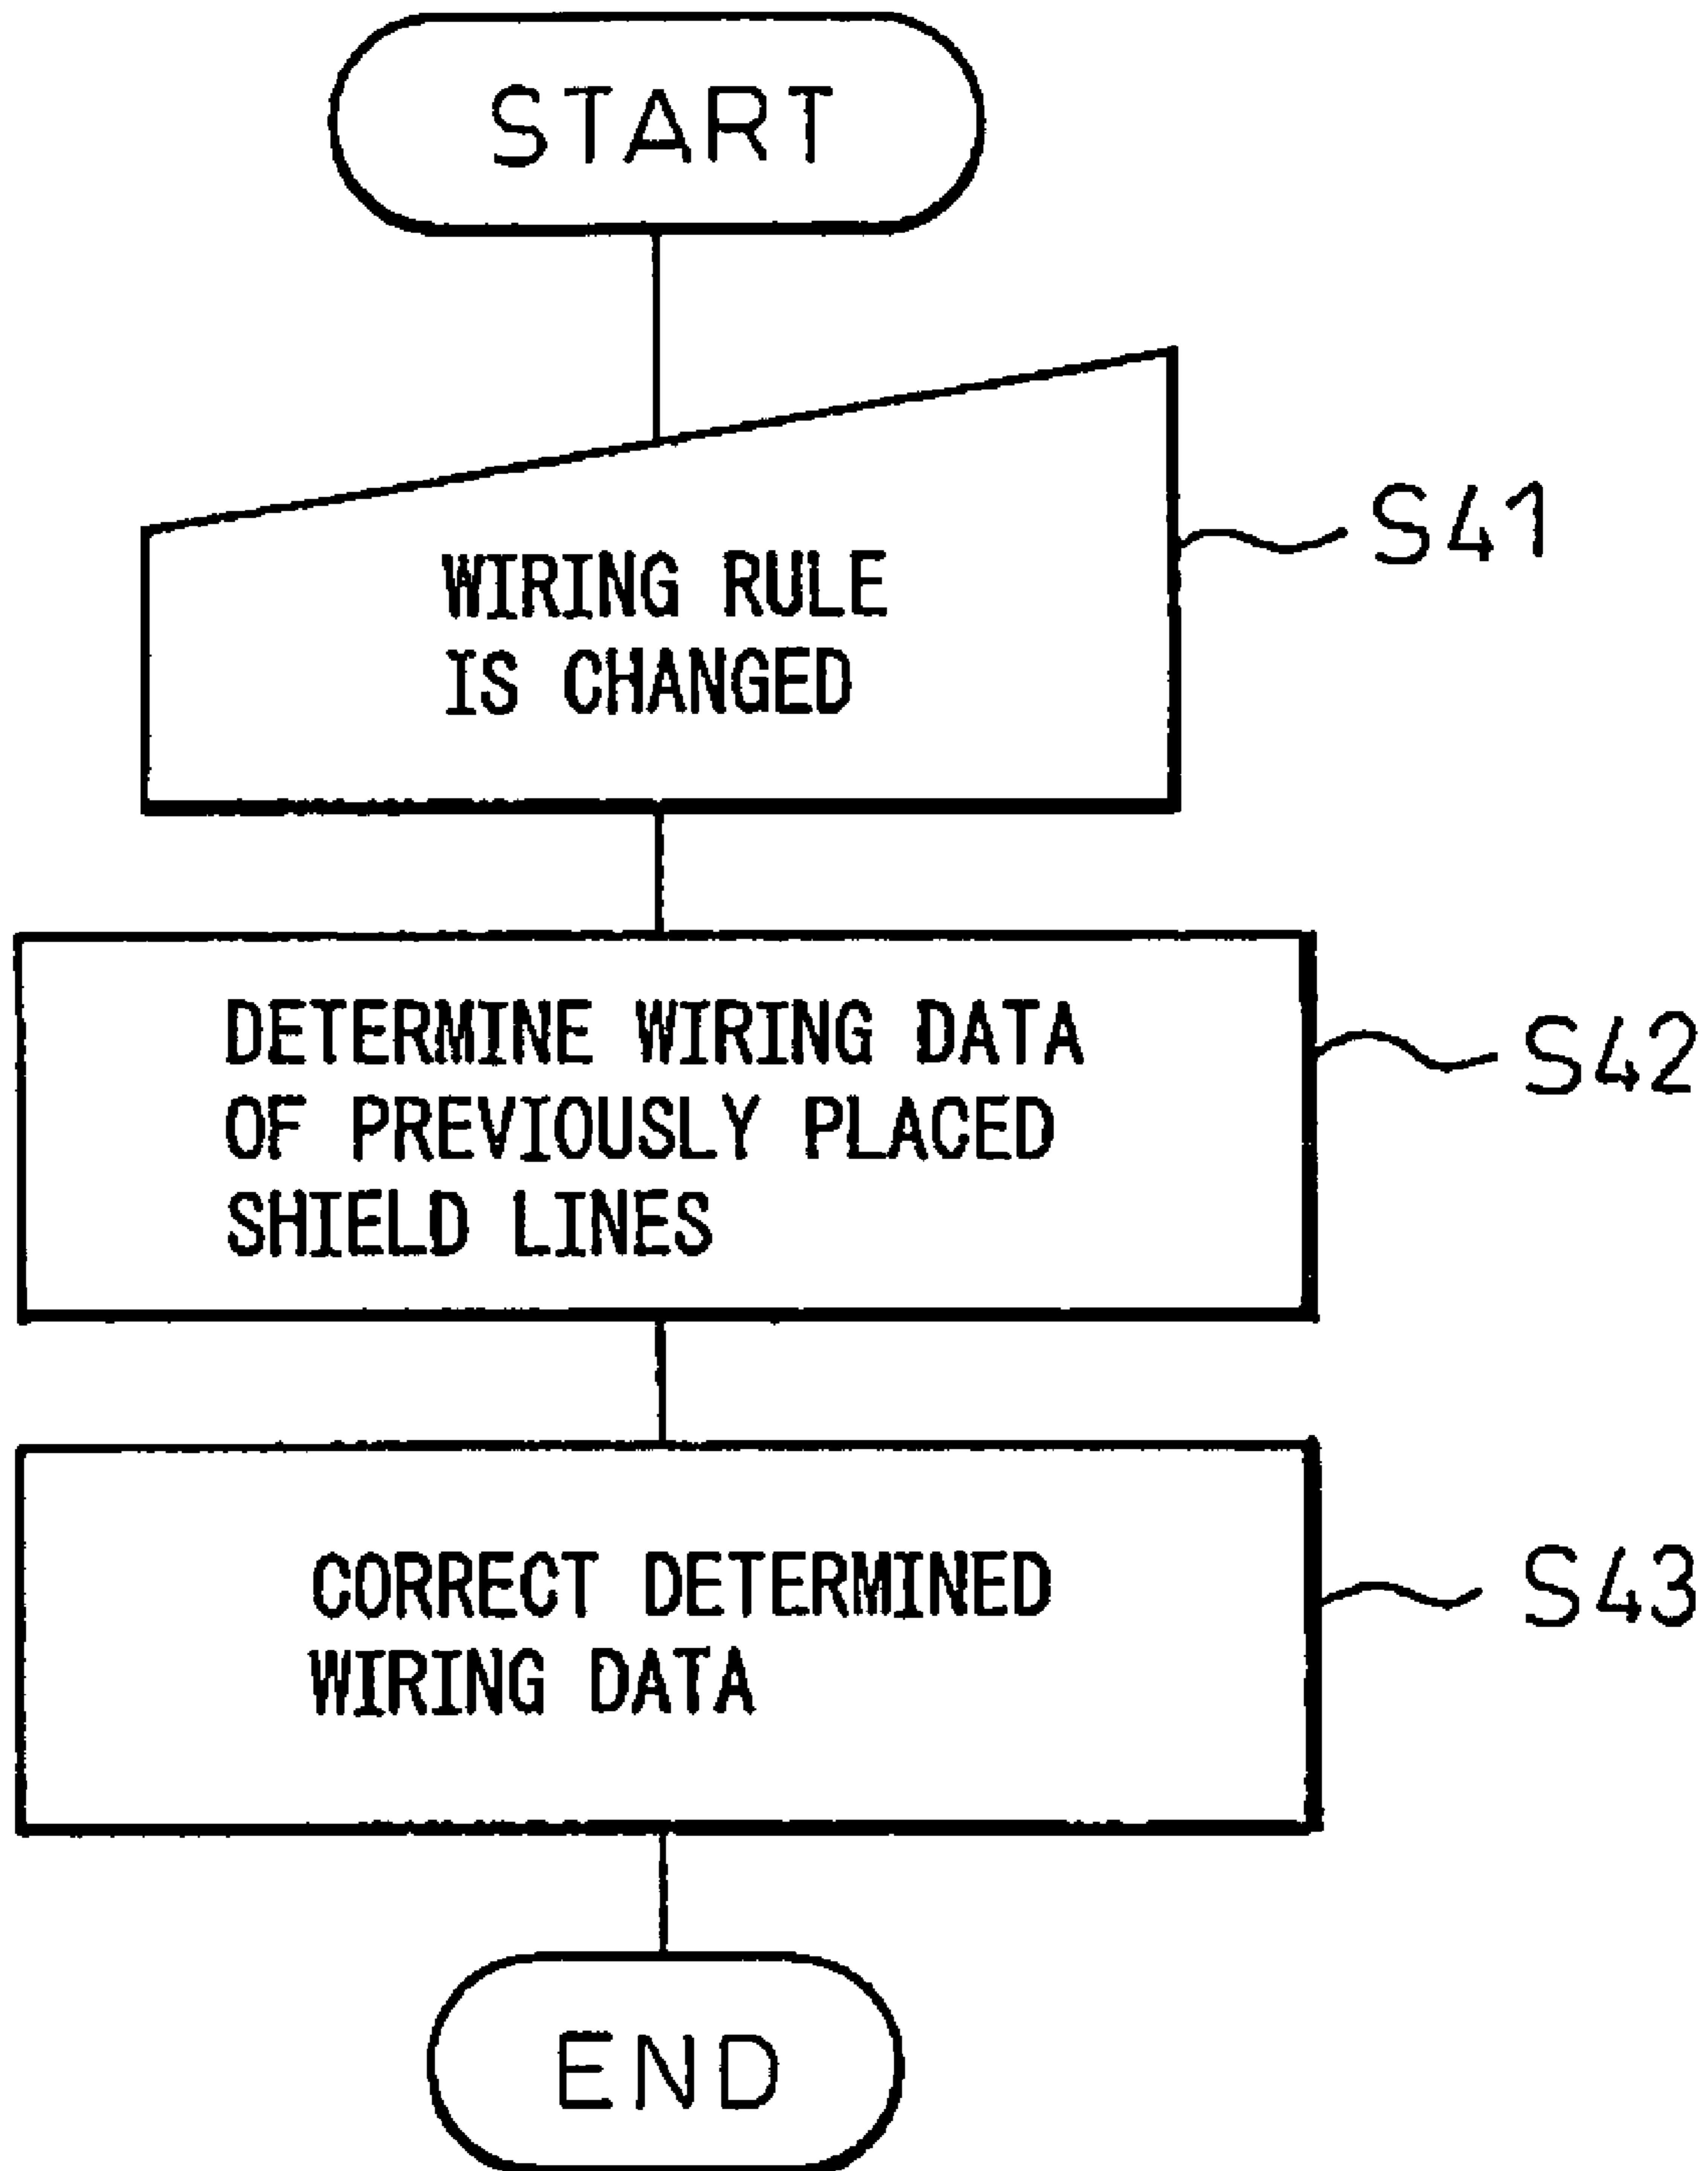 START
WIRING RULE
IS CHANGED
S41
DETERMINE WIRING DATA
OF PREVIOUSLY PLACED
SHIELD LINES
S42
CORRECT DETERMINED
WIRING DATA
S43
END